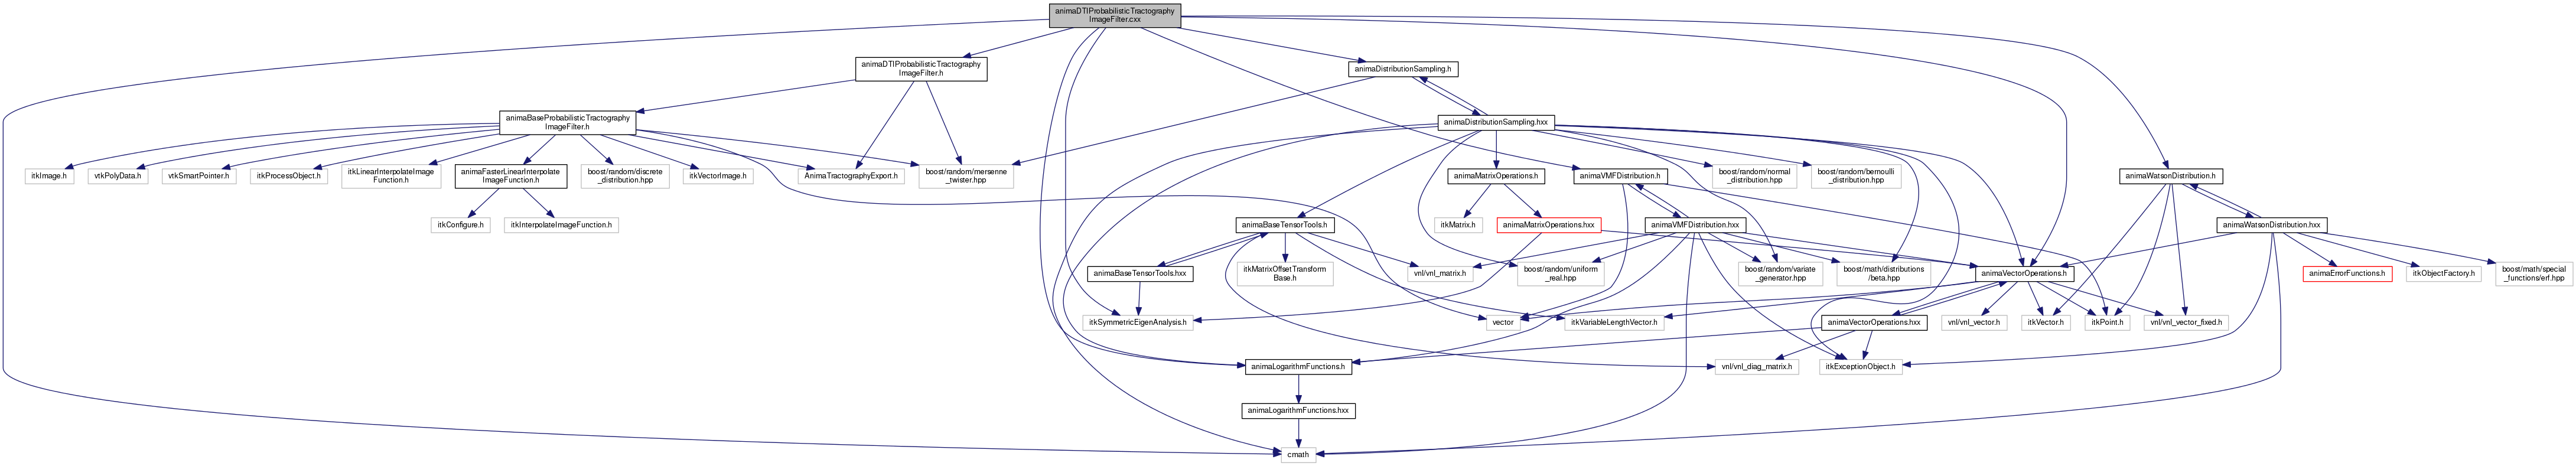 animaDTIProbabilisticTractography
ImageFilter.cxx
animaDTIProbabilisticTractography
ImageFilter.h
animaDistributionSampling.h
animaBaseProbabilisticTractography
ImageFilter.h
animaDistributionSampling.hxx
itkImage.h
vtkPolyData.h
vtkSmartPointer.h
itkProcessObject.h
itkLinearInterpolateImage
Function.h
animaFasterLinearInterpolate
ImageFunction.h
boost/random/discrete
_distribution.hpp
itkVectorImage.h
AnimaTractographyExport.h
boost/random/mersenne
_twister.hpp
animaMatrixOperations.h
animaVMFDistribution.h
boost/random/normal
_distribution.hpp
boost/random/bernoulli
_distribution.hpp
animaWatsonDistribution.h
itkConfigure.h
itkInterpolateImageFunction.h
animaBaseTensorTools.h
itkMatrix.h
animaMatrixOperations.hxx
animaVMFDistribution.hxx
animaWatsonDistribution.hxx
animaBaseTensorTools.hxx
itkMatrixOffsetTransform
Base.h
vnl/vnl_matrix.h
boost/random/uniform
_real.hpp
boost/random/variate
_generator.hpp
boost/math/distributions
/beta.hpp
animaVectorOperations.h
animaErrorFunctions.h
itkObjectFactory.h
boost/math/special
_functions/erf.hpp
itkSymmetricEigenAnalysis.h
vector
itkVariableLengthVector.h
animaVectorOperations.hxx
vnl/vnl_vector.h
itkVector.h
itkPoint.h
vnl/vnl_vector_fixed.h
animaLogarithmFunctions.h
vnl/vnl_diag_matrix.h
itkExceptionObject.h
animaLogarithmFunctions.hxx
cmath